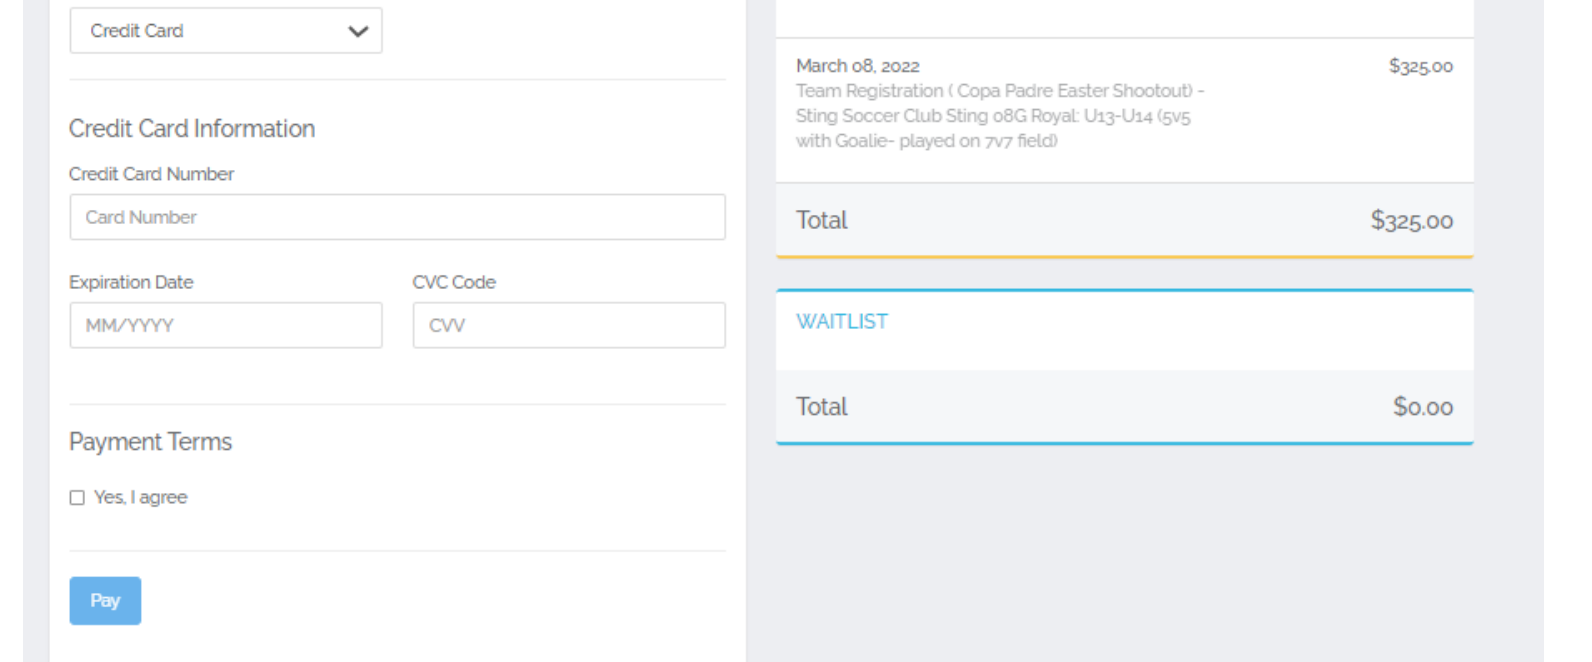 Credit Card
Credit Card Information
Credit Card Number
Card Number
Expiration Date
CVC Code
MM/YYYY
CVV
Payment Terms
Yes, I agree
Pay
March 08, 2022
$325.00
Team Registration ( Copa Padre Easter Shootout) -
Sting Soccer Club Sting 08G Royal: U13-U14 (5v5
with Goalie- played on 7v7 field)
Total
$325.00
WAITLIST
Total
$0.00